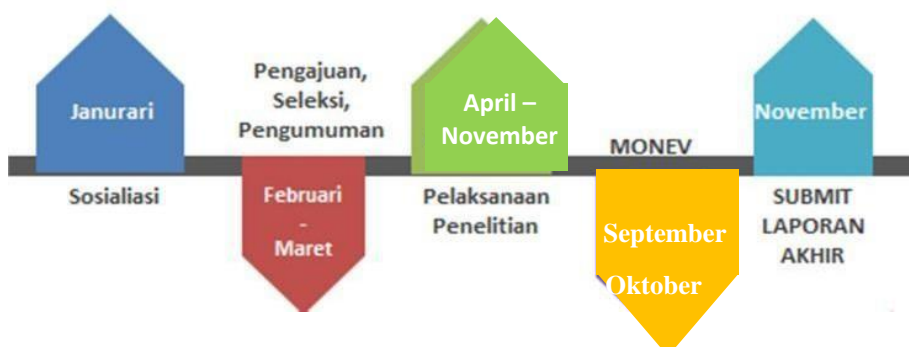 Janurari
Sosialiasi
Pengajuan,
Seleksi,
Pengumuman
Februari
-
Maret
April –
November
Pelaksanaan
Penelitian
MONEV
September
Oktober
November
SUBMIT
LAPORAN
AKHIR